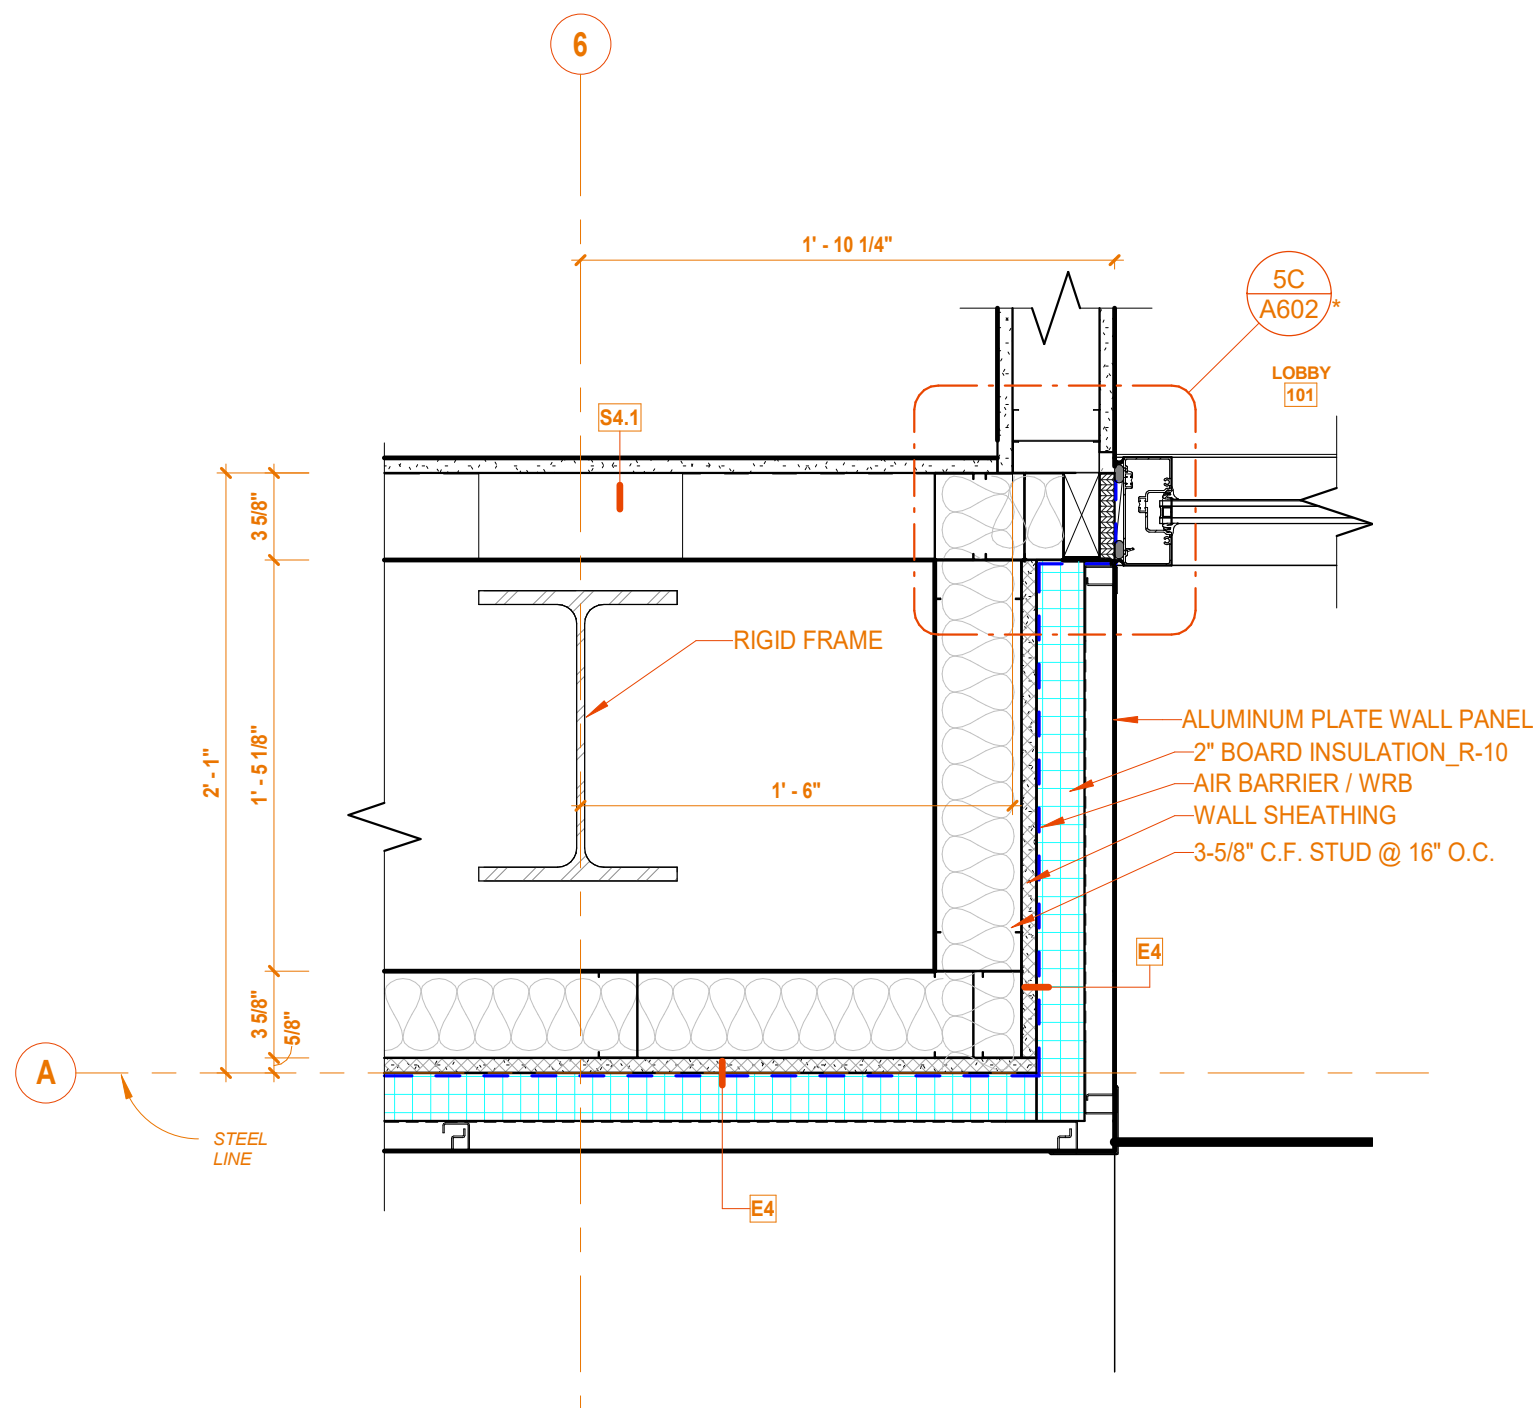 6
1' - 10 1/4"
5C
A602 *
LOBBY
101
S4.1
3 5/8"
RIGID FRAME
ALUMINUM PLATE WALL PANEL
2" BOARD INSULATION_R-10
AIR BARRIER / WRB
WALL SHEATHING
3-5/8" C.F. STUD @ 16" O.C.
2' - 1"
1' - 5 1/8"
1' - 6"
E4
3 5/8"
5/8"
A
STEEL
LINE
E4